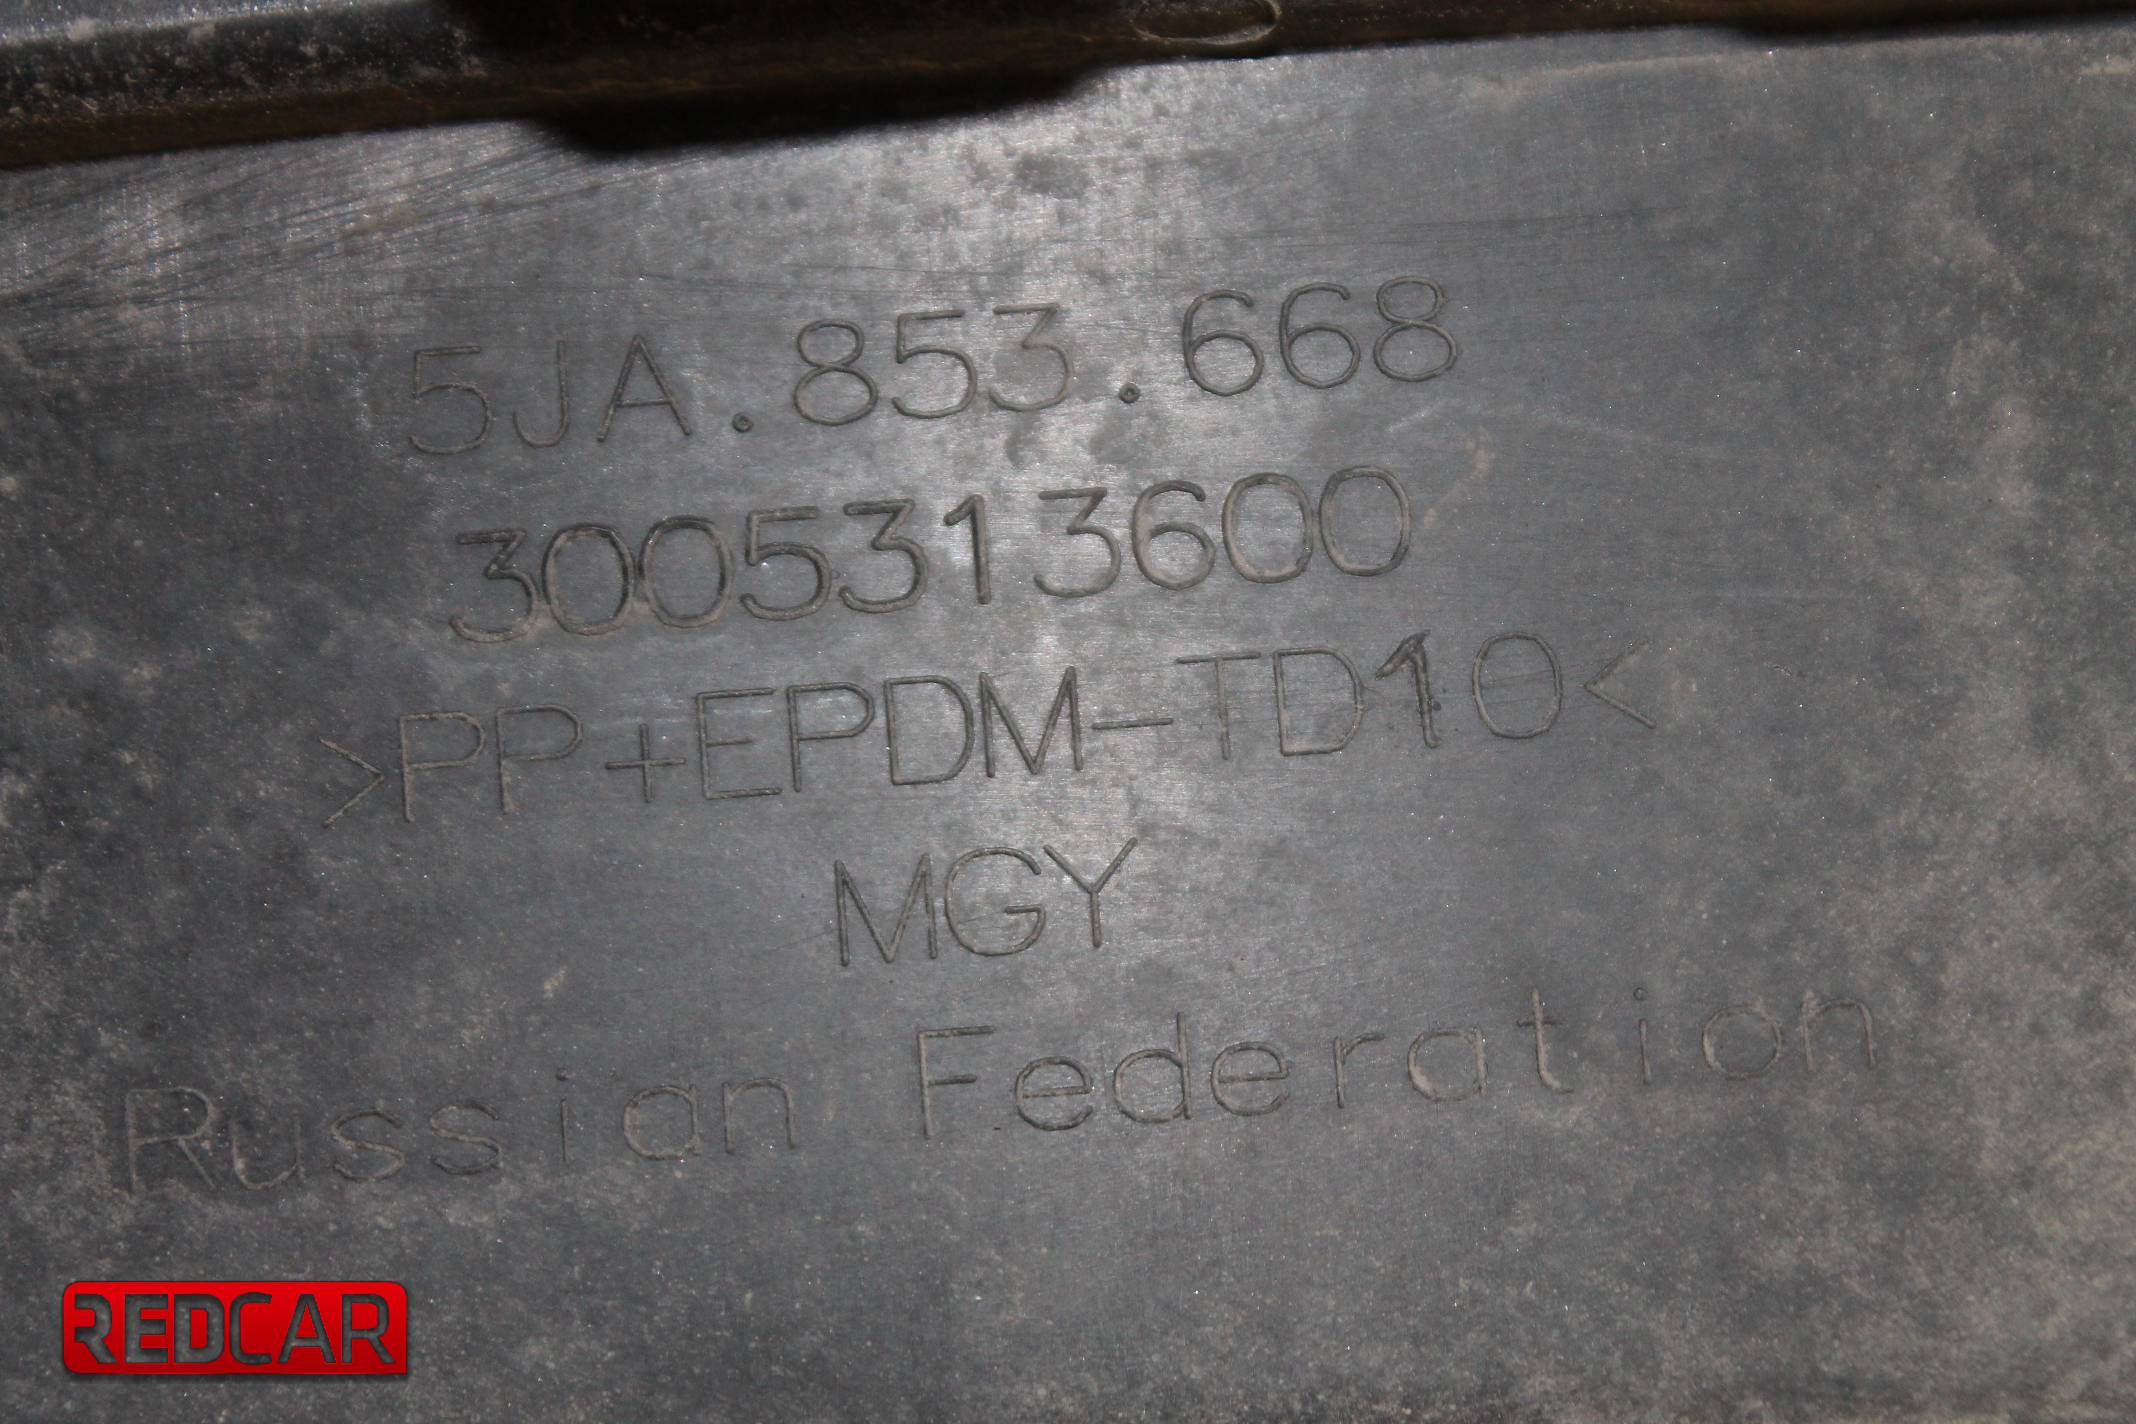 5JA.853.668
3005313600
>PP+EPDM-TD10<
MGY
Russian Federation
REDCAR